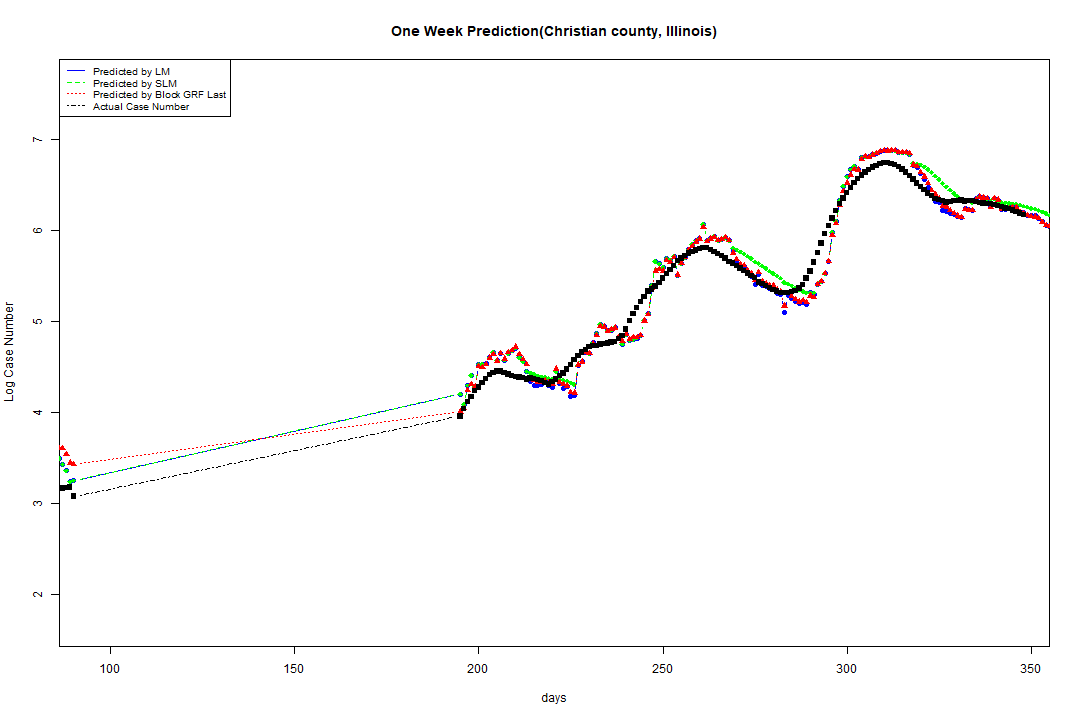 One Week Prediction(Christian county, Illinois)
Predicted by LM
Predicted by SLM
Predicted by Block GRF Last
Actual Case Number
7
6
5
4
3
2
Log Case Number
100 150 200 250 300 350
days